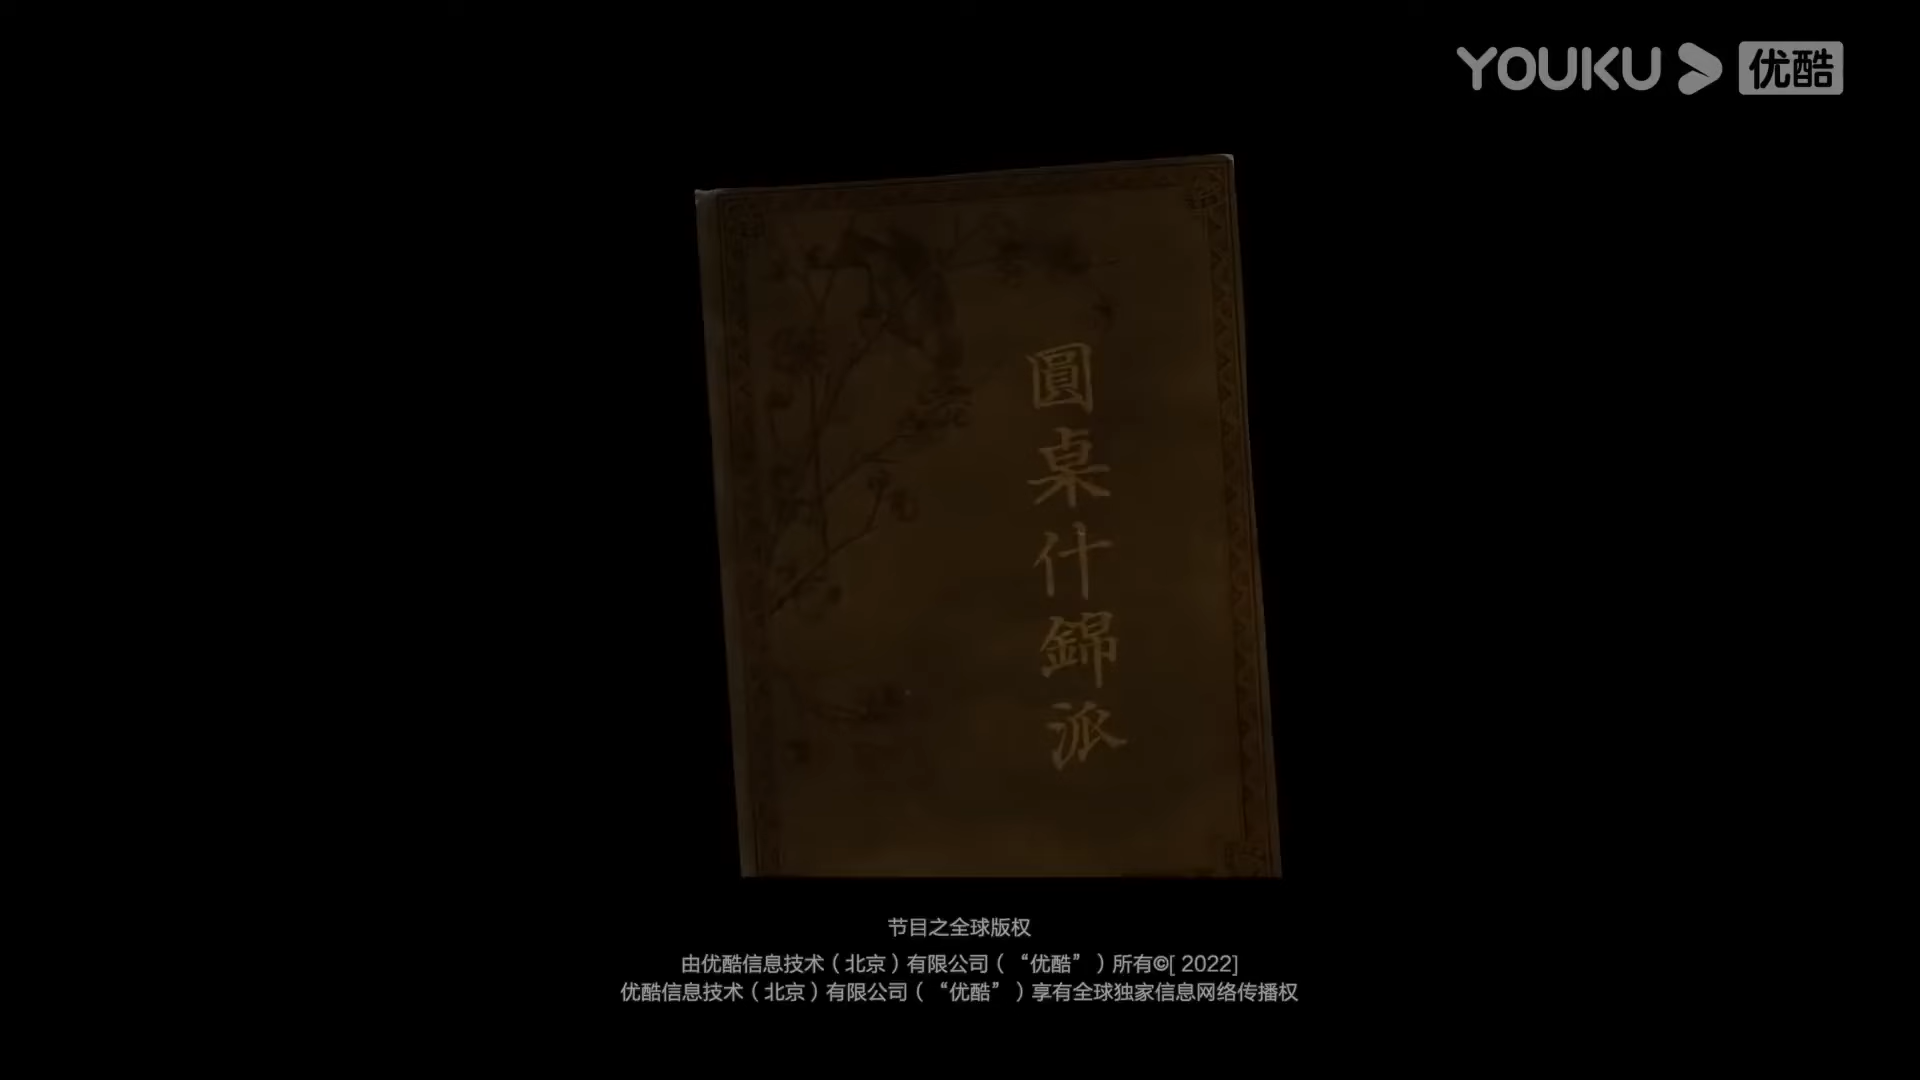 YOUKU 优酷
圓桌什錦派
节目之全球版权
由优酷信息技术（北京）有限公司（“优酷”）所有©[ 2022]
优酷信息技术（北京）有限公司（“优酷”）享有全球独家信息网络传播权